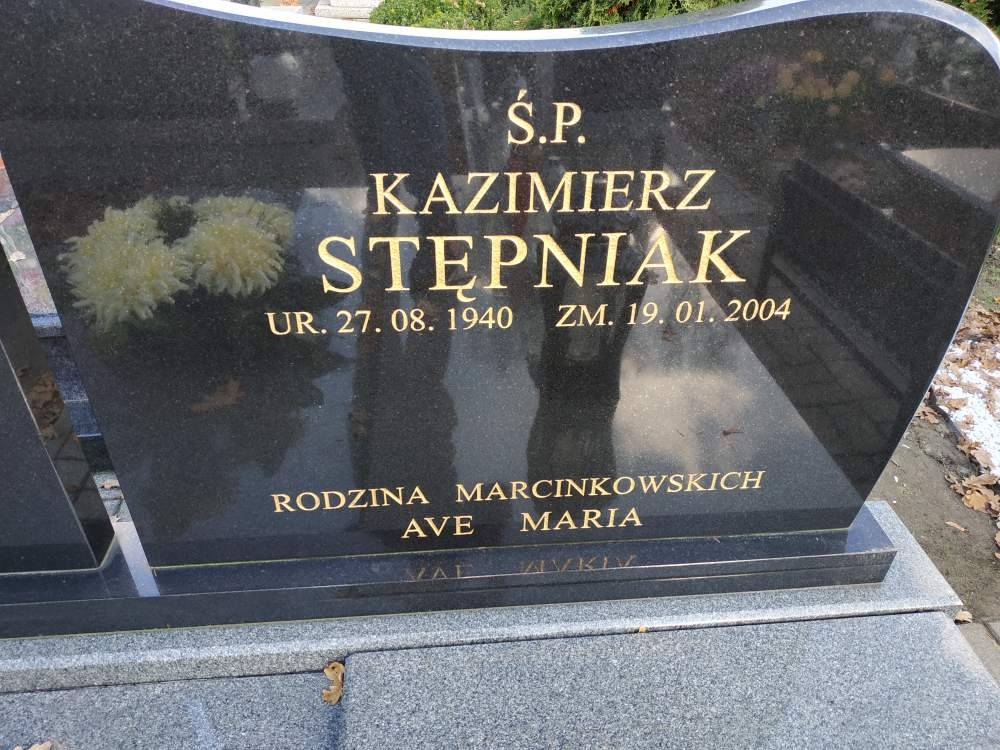 Ś.P.
KAZIMIERZ
STĘPNIAK
UR. 27. 08. 1940 ZM. 19. 01. 2004
RODZINA MARCINKOWSKICH
AVE MARIA